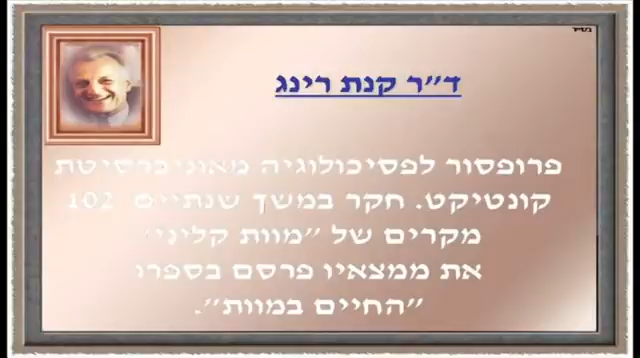 ד״ר קנת רינג
פרופסור לפסיכולוגיה מאוניברסיטת
קונטיקט. חקר במשך שנתיים 102
מקרים של ״מוות קליני״
את ממצאיו פרסם בספרו
״החיים במוות״.